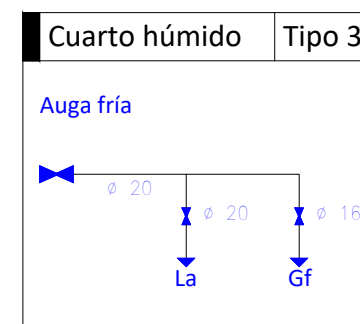 Cuarto húmido Tipo 3
Auga fría
ø 20
ø 20 ø 16
La Gf